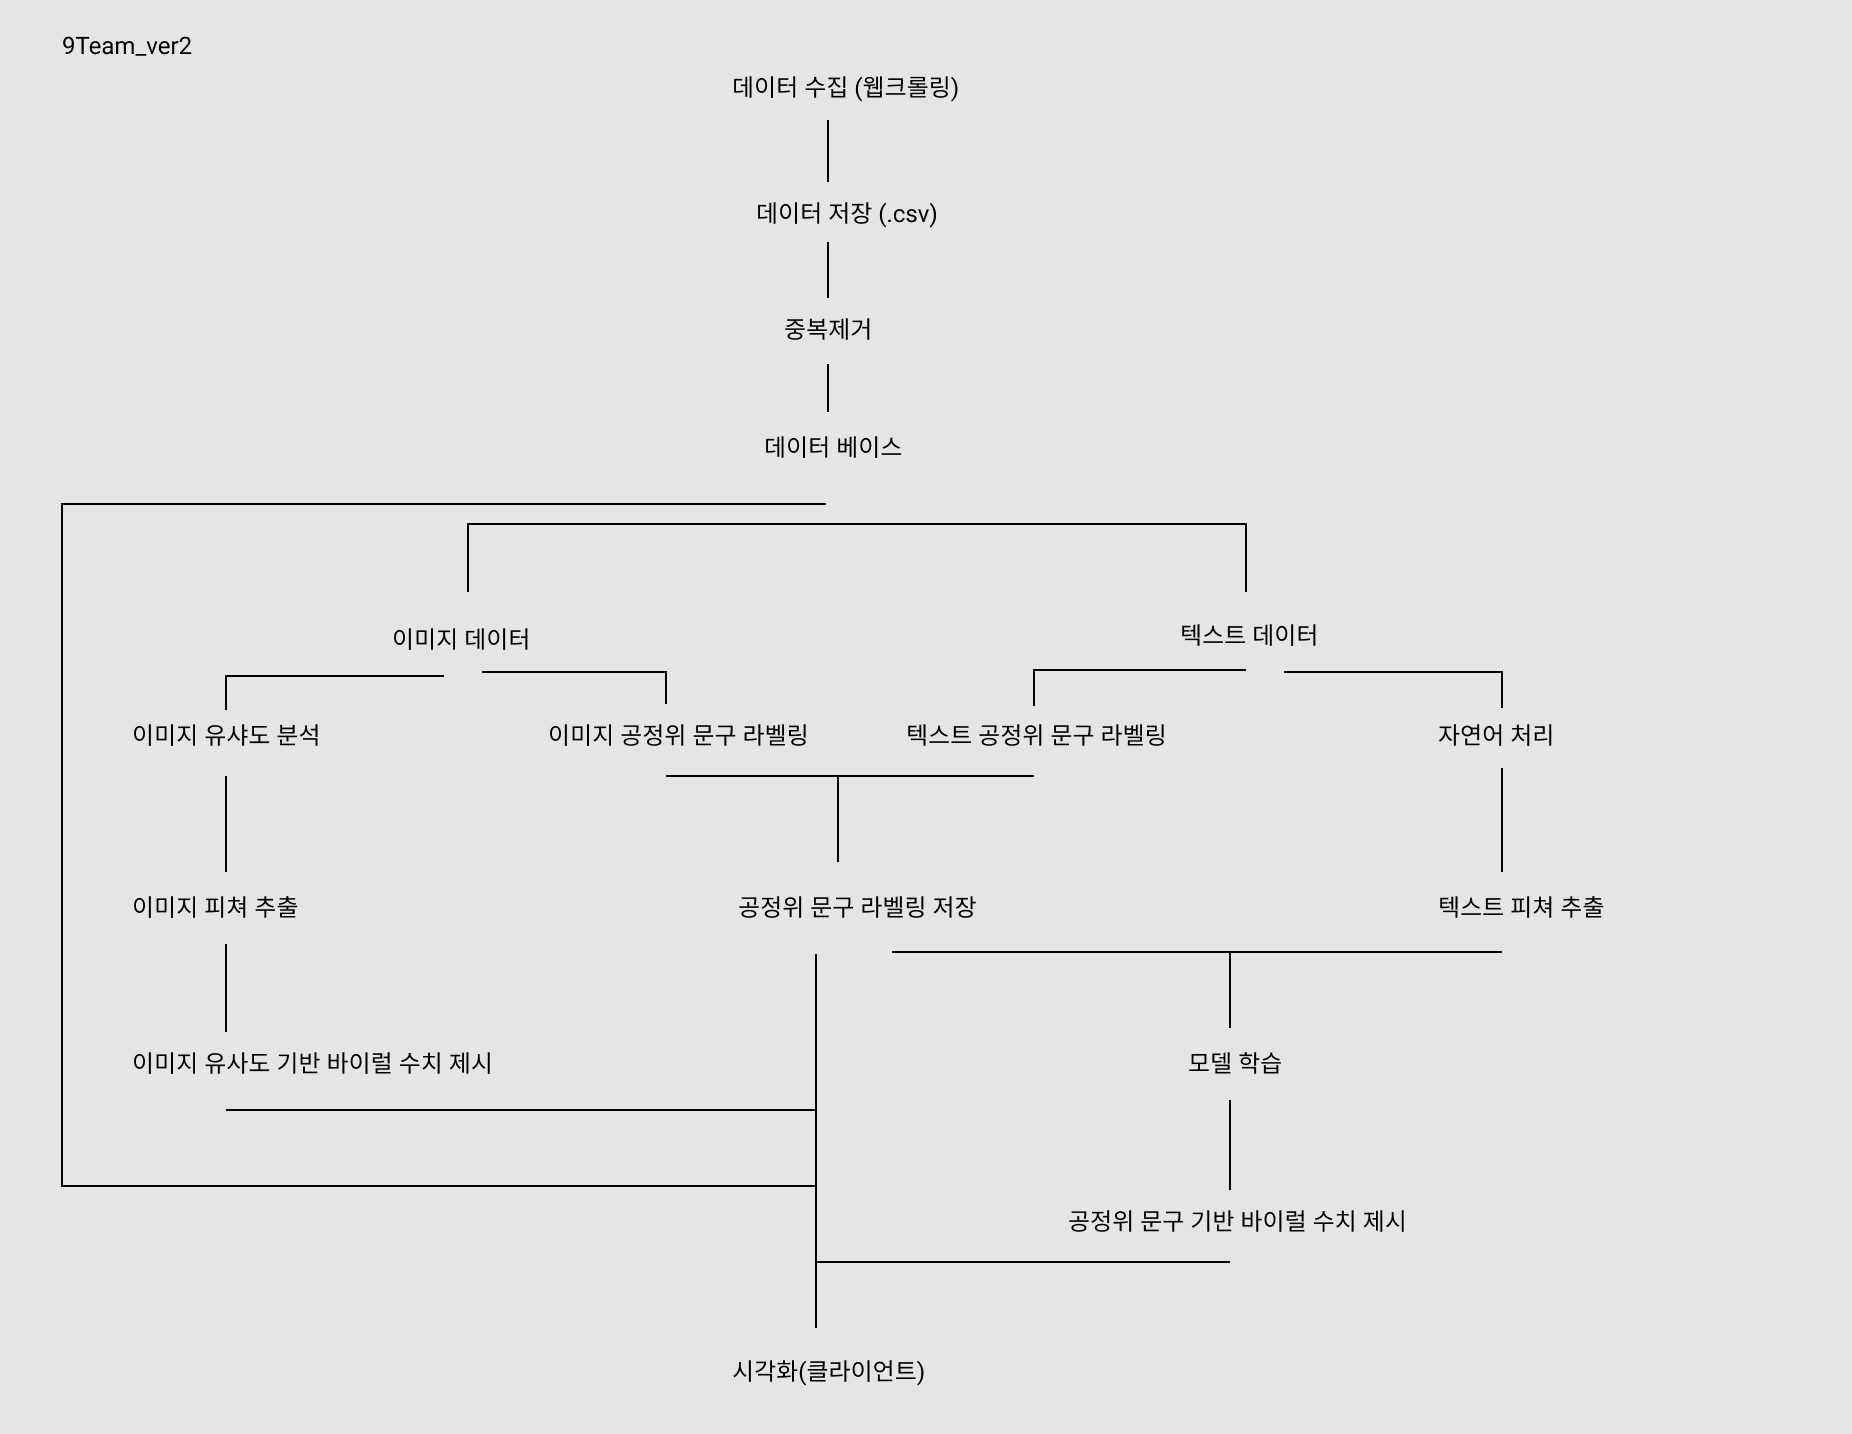 9Team_ver2
데이터 수집 (웹크롤링)
데이터 저장 (.csv)
중복제거
데이터 베이스
이미지 데이터
텍스트 데이터
이미지 유샤도 분석
이미지 공정위 문구 라벨링
텍스트 공정위 문구 라벨링
자연어 처리
이미지 피쳐 추출
공정위 문구 라벨링 저장
텍스트 피쳐 추출
이미지 유사도 기반 바이럴 수치 제시
모델 학습
공정위 문구 기반 바이럴 수치 제시
시각화(클라이언트)